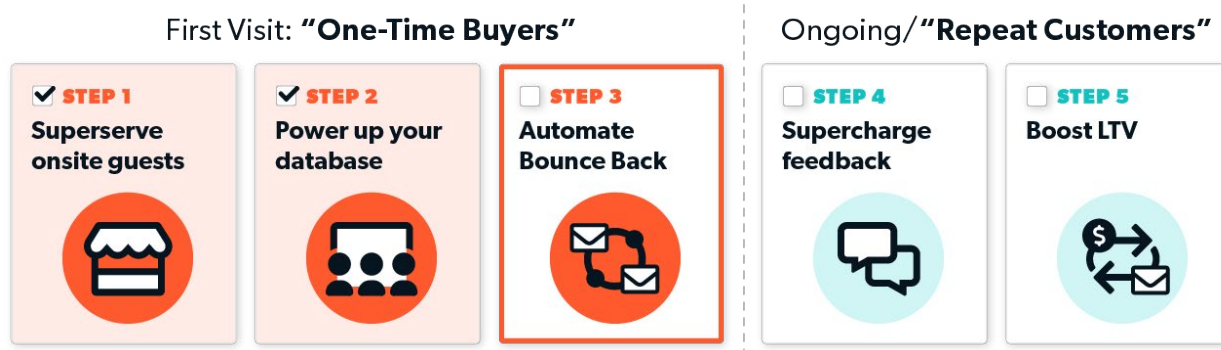 First Visit: “One-Time Buyers”
Ongoing/“Repeat Customers”
STEP 1
Superserve
onsite guests
STEP 2
Power up your
database
STEP 3
Automate
Bounce Back
STEP 4
Supercharge
feedback
STEP 5
Boost LTV
$